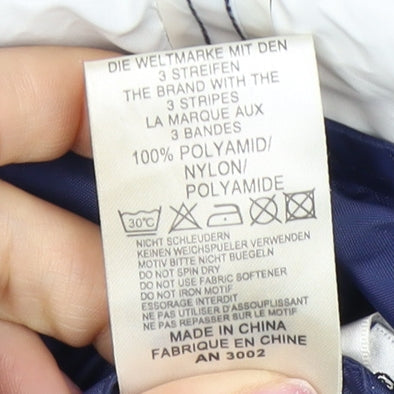 DIE WELTMARKE MIT DEN
3 STREIFEN
THE BRAND WITH THE
3 STRIPES
LA MARQUE AUX
3 BANDES
100% POLYAMID/
NYLON/
POLYAMIDE
30°C
NICHT SCHLEUDERN
KEINEN WEICHSPUELER VERWENDEN
MOTIV BITTE NICHT BUEGELN
DO NOT SPIN DRY
DO NOT USE FABRIC SOFTENER
DO NOT IRON MOTIF
ESSORAGE INTERDIT
NE PAS UTILISER D'ASSOUPLISSANT
NE PAS REPASSER SUR LE MOTIF
MADE IN CHINA
FABRIQUE EN CHINE
AN 3002